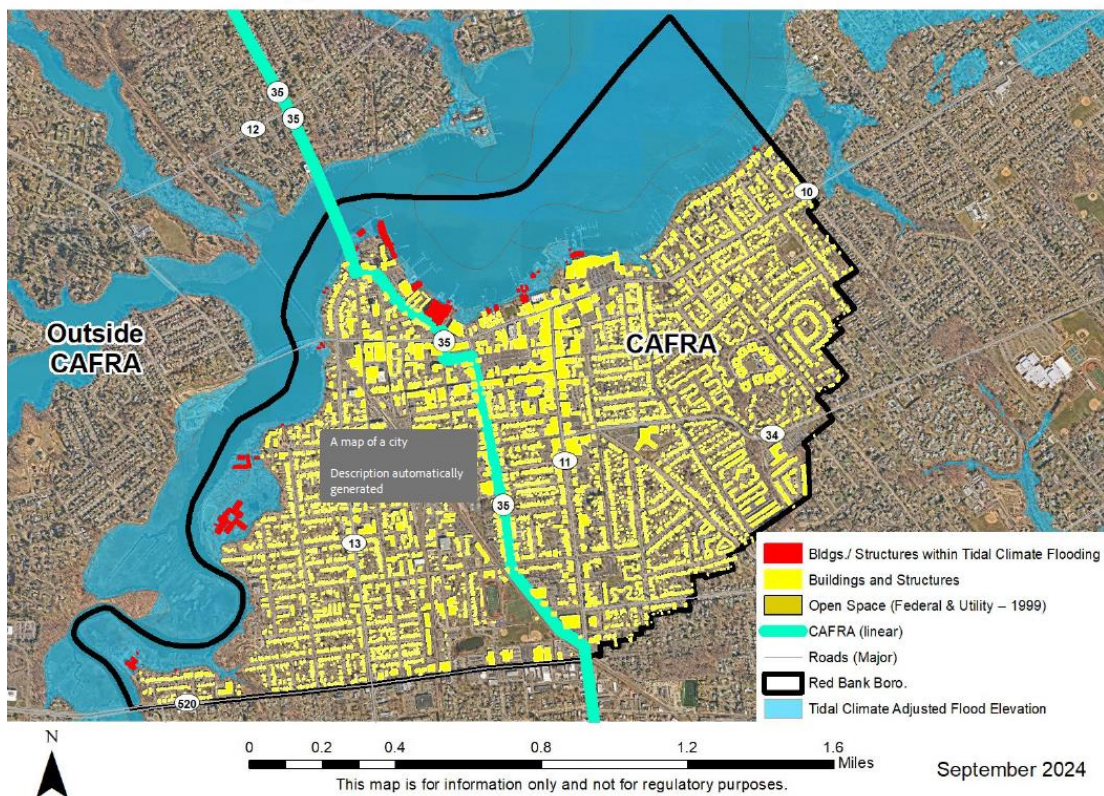 35
35
12
10
Outside
CAFRA
35
CAFRA
A map of a city
Description automatically
generated
34
11
35
13
520
Bldgs./ Structures within Tidal Climate Flooding
Buildings and Structures
Open Space (Federal & Utility – 1999)
CAFRA (linear)
Roads (Major)
Red Bank Boro.
Tidal Climate Adjusted Flood Elevation
N
0 0.2 0.4 0.8 1.2 1.6
Miles
This map is for information only and not for regulatory purposes.
September 2024